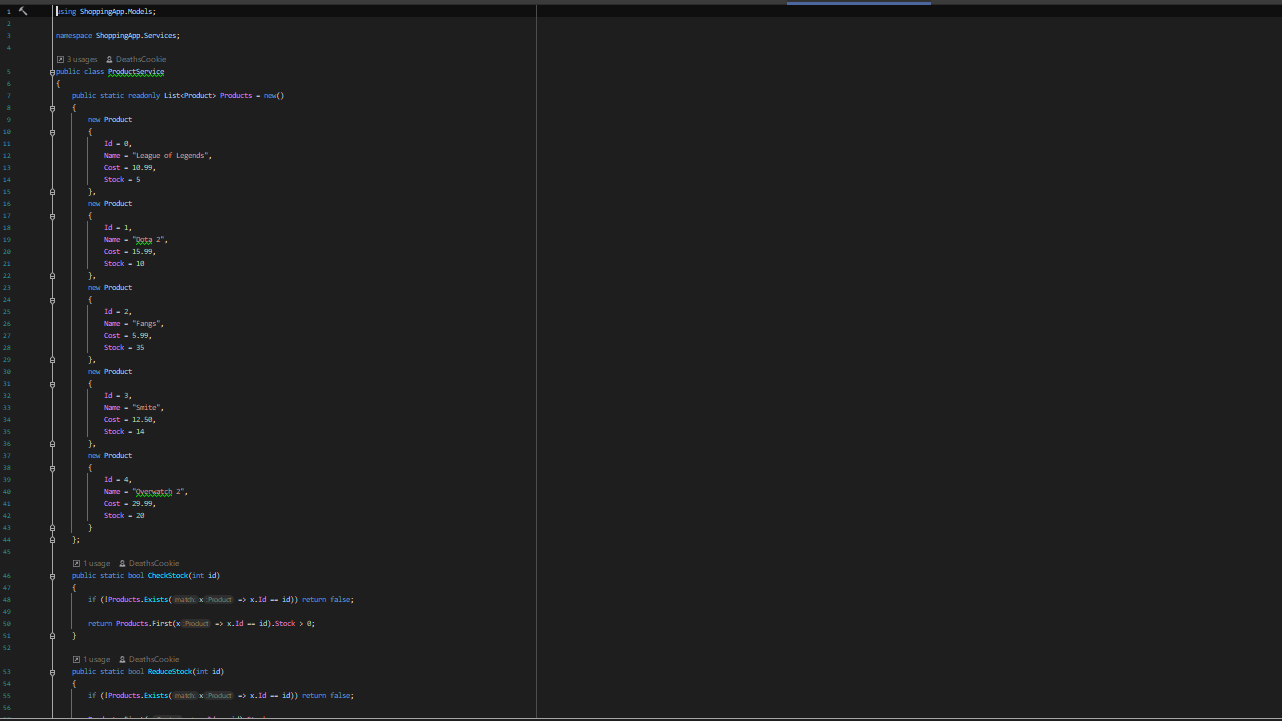 1 using ShoppingApp.Models;
2
3 namespace ShoppingApp.Services;
4
3 usages DeathsCookie
5 public class ProductService
6 {
7 public static readonly List<Product> Products = new()
8 {
9 new Product
10 {
11 Id = 0,
12 Name = "League of Legends",
13 Cost = 10.99,
14 Stock = 5
15 },
16 new Product
17 {
18 Id = 1,
19 Name = "Dota 2",
20 Cost = 15.99,
21 Stock = 10
22 },
23 new Product
24 {
25 Id = 2,
26 Name = "Fangs",
27 Cost = 5.99,
28 Stock = 35
29 },
30 new Product
31 {
32 Id = 3,
33 Name = "Smite",
34 Cost = 12.50,
35 Stock = 14
36 },
37 new Product
38 {
39 Id = 4,
40 Name = "Overwatch 2",
41 Cost = 29.99,
42 Stock = 20
43 }
44 };
45
1 usage DeathsCookie
46 public static bool CheckStock(int id)
47 {
48 if (!Products.Exists( match: x :Product => x.Id == id)) return false;
49
50 return Products.First(x :Product => x.Id == id).Stock > 0;
51 }
52
1 usage DeathsCookie
53 public static bool ReduceStock(int id)
54 {
55 if (!Products.Exists( match: x :Product => x.Id == id)) return false;
56